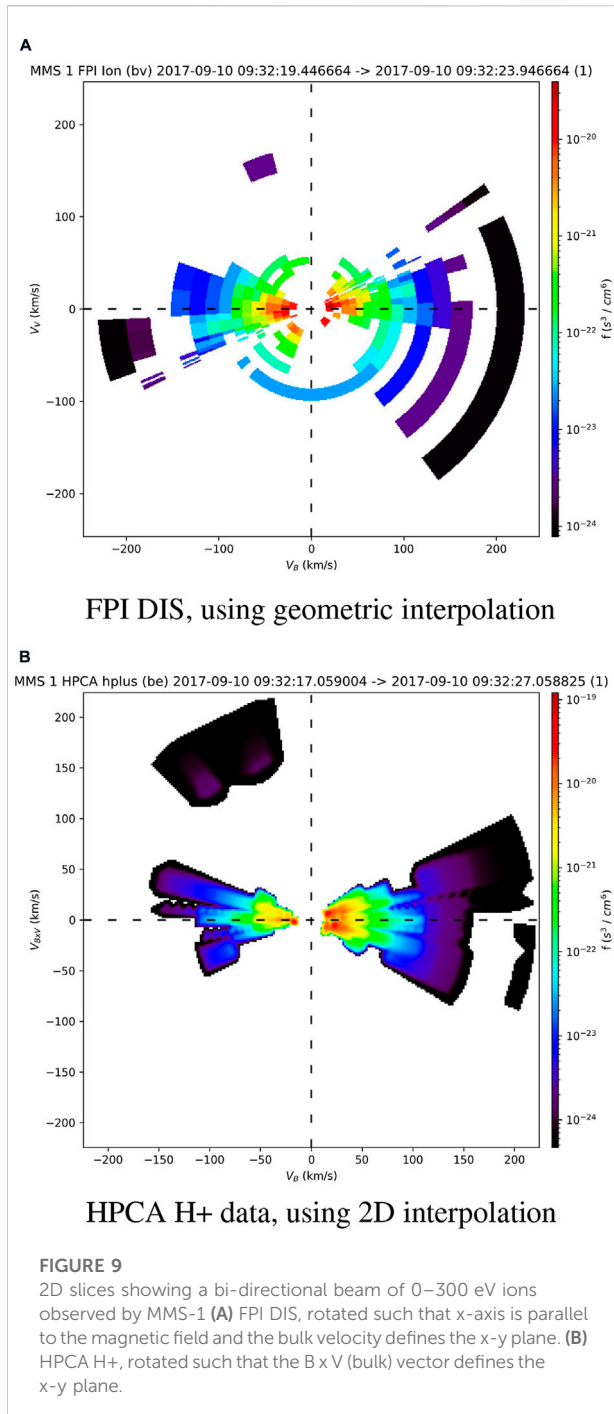 A
MMS 1 FPI Ion (bv) 2017-09-10 09:32:19.446664 -> 2017-09-10 09:32:23.946664 (1)
200
100
0
−100
−200
V_V (km/s)
−200 −100 0 100 200
V_B (km/s)
10⁻²⁰
10⁻²¹
10⁻²²
10⁻²³
10⁻²⁴
f (s³ / cm⁶)
FPI DIS, using geometric interpolation
B
MMS 1 HPCA hplus (be) 2017-09-10 09:32:17.059004 -> 2017-09-10 09:32:27.058825 (1)
200
150
100
50
0
−50
−100
−150
−200
V_BxV (km/s)
−200 −150 −100 −50 0 50 100 150 200
V_B (km/s)
10⁻¹⁹
10⁻²⁰
10⁻²¹
10⁻²²
10⁻²³
10⁻²⁴
f (s³ / cm⁶)
HPCA H+ data, using 2D interpolation
FIGURE 9
2D slices showing a bi-directional beam of 0–300 eV ions
observed by MMS-1 (A) FPI DIS, rotated such that x-axis is parallel
to the magnetic field and the bulk velocity defines the x-y plane. (B)
HPCA H+, rotated such that the B x V (bulk) vector defines the
x-y plane.